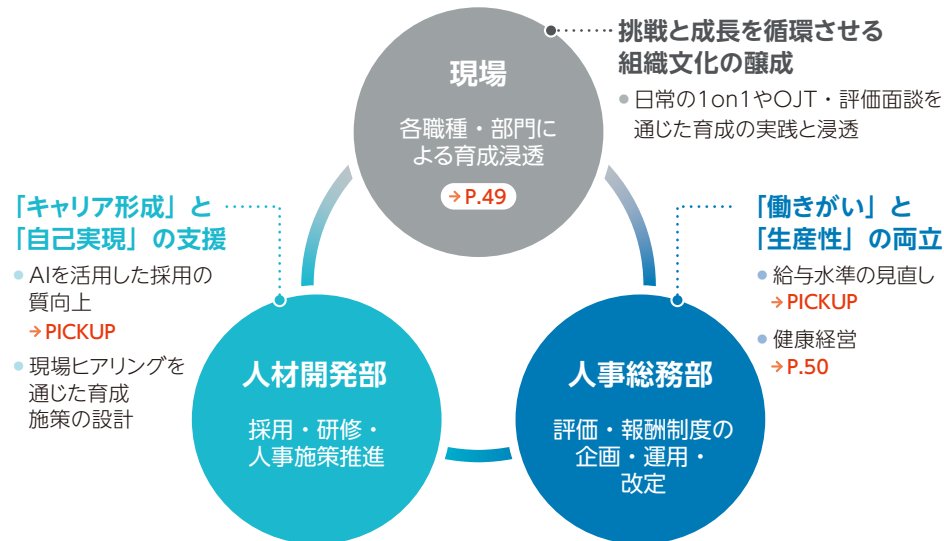 現場
各職種・部門に
よる育成浸透
→P.49
挑戦と成長を循環させる
組織文化の醸成
日常の1on1やOJT・評価面談を
通じた育成の実践と浸透
「キャリア形成」と
「自己実現」の支援
AIを活用した採用の
質向上
→PICKUP
現場ヒアリングを
通じた育成
施策の設計
人材開発部
採用・研修・
人事施策推進
人事総務部
評価・報酬制度の
企画・運用・
改定
「働きがい」と
「生産性」の両立
給与水準の見直し
→PICKUP
健康経営
→P.50